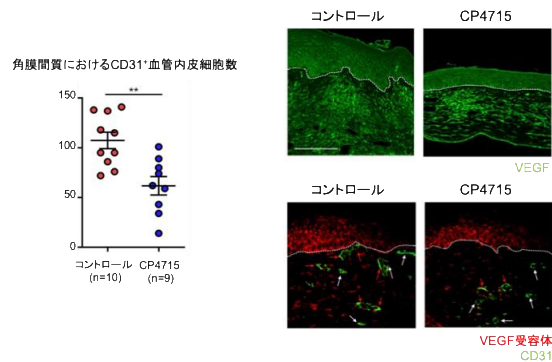 角膜間質におけるCD31⁺血管内皮細胞数
**
150
100
50
0
コントロール
(n=10)
CP4715
(n=9)
コントロール
CP4715
VEGF
コントロール
CP4715
VEGF受容体
CD31